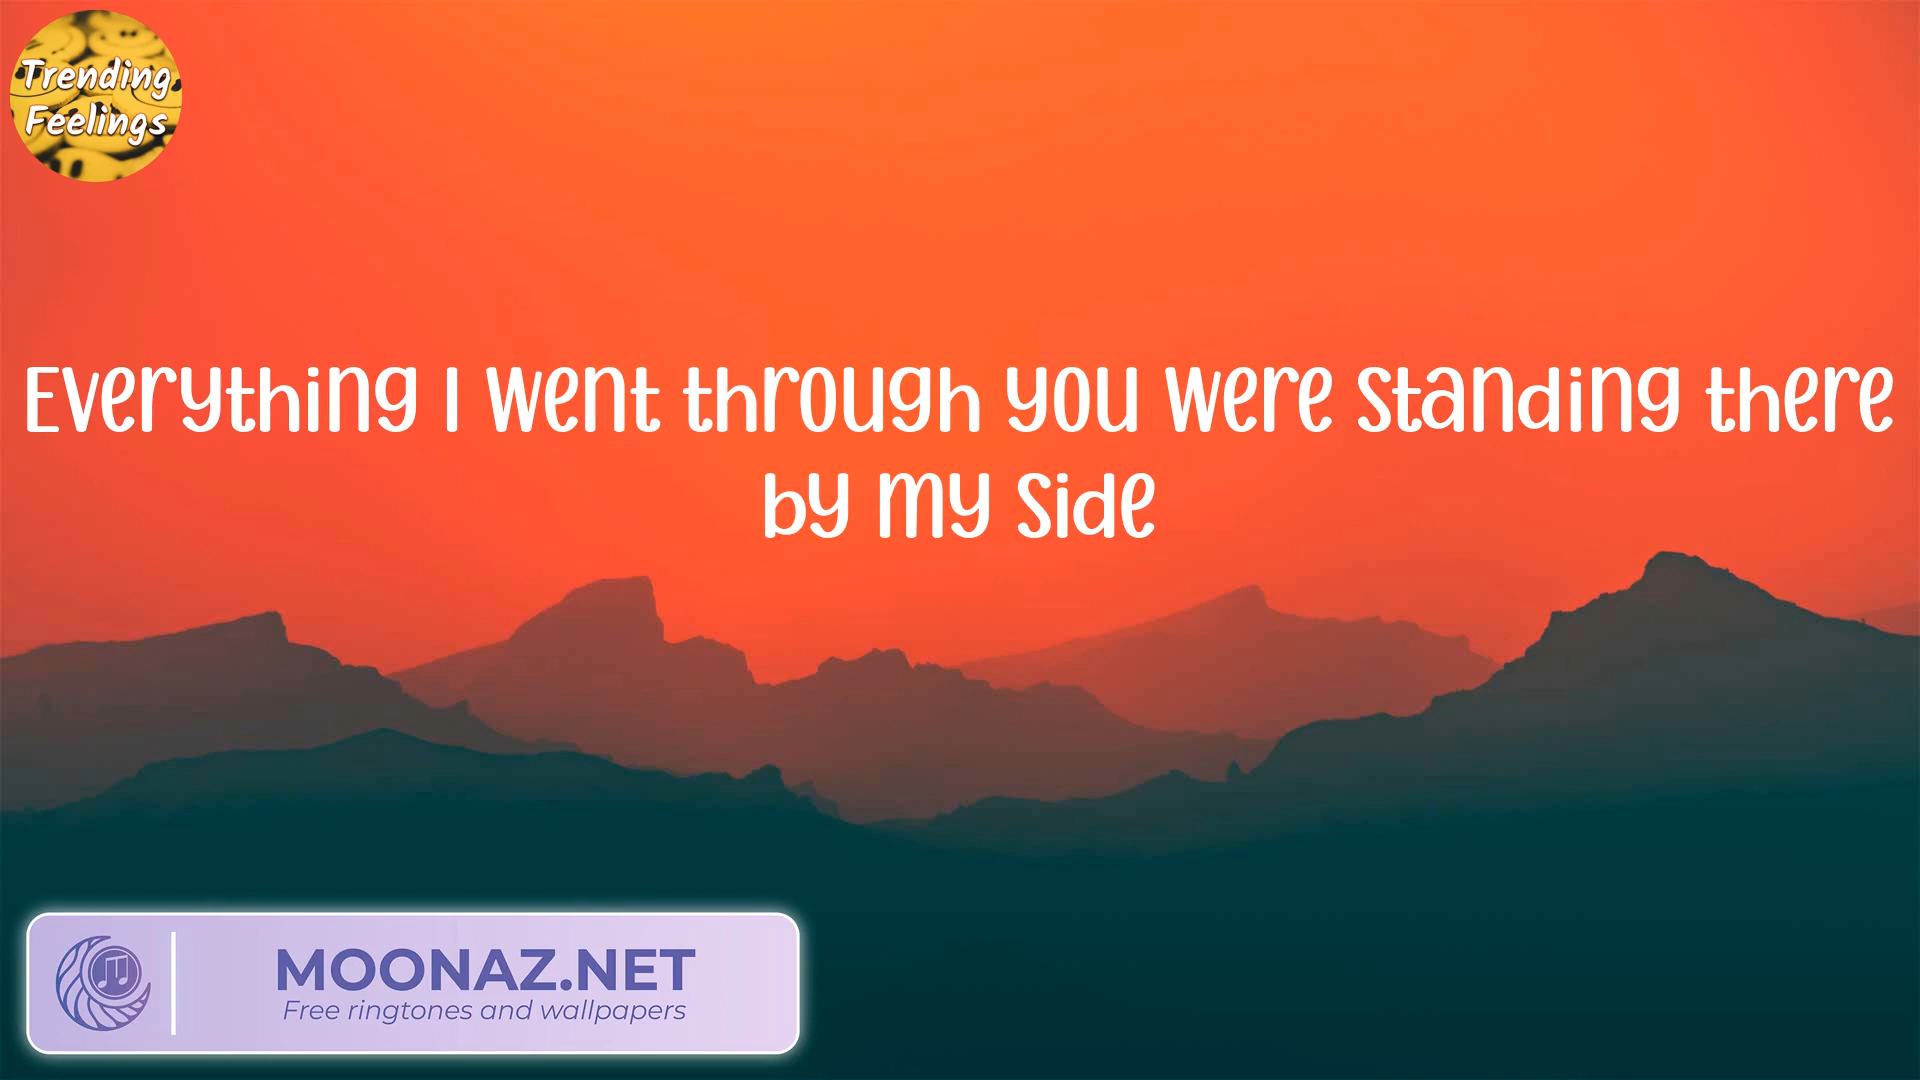 Trending
Feelings
Everything I went through you were standing there
by my side
MOONAZ.NET
Free ringtones and wallpapers